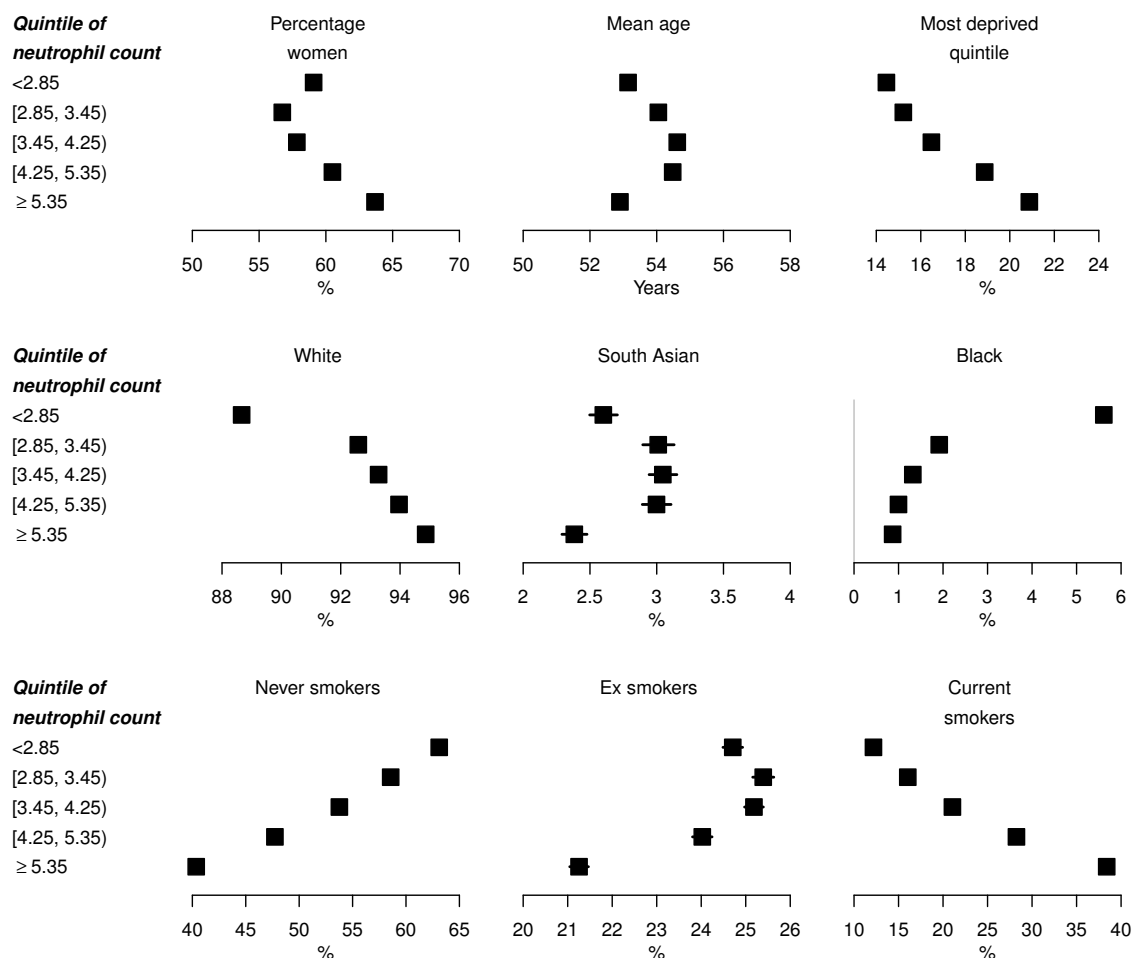 Quintile of
neutrophil count
Percentage
women
Mean age
Most deprived
quintile
<2.85
[2.85, 3.45)
[3.45, 4.25)
[4.25, 5.35)
≥ 5.35
50 55 60 65 70
%
50 52 54 56 58
Years
14 16 18 20 22 24
%
Quintile of
neutrophil count
White
South Asian
Black
<2.85
[2.85, 3.45)
[3.45, 4.25)
[4.25, 5.35)
≥ 5.35
88 90 92 94 96
%
2 2.5 3 3.5 4
%
0 1 2 3 4 5 6
%
Quintile of
neutrophil count
Never smokers
Ex smokers
Current
smokers
<2.85
[2.85, 3.45)
[3.45, 4.25)
[4.25, 5.35)
≥ 5.35
40 45 50 55 60 65
%
20 21 22 23 24 25 26
%
10 15 20 25 30 35 40
%